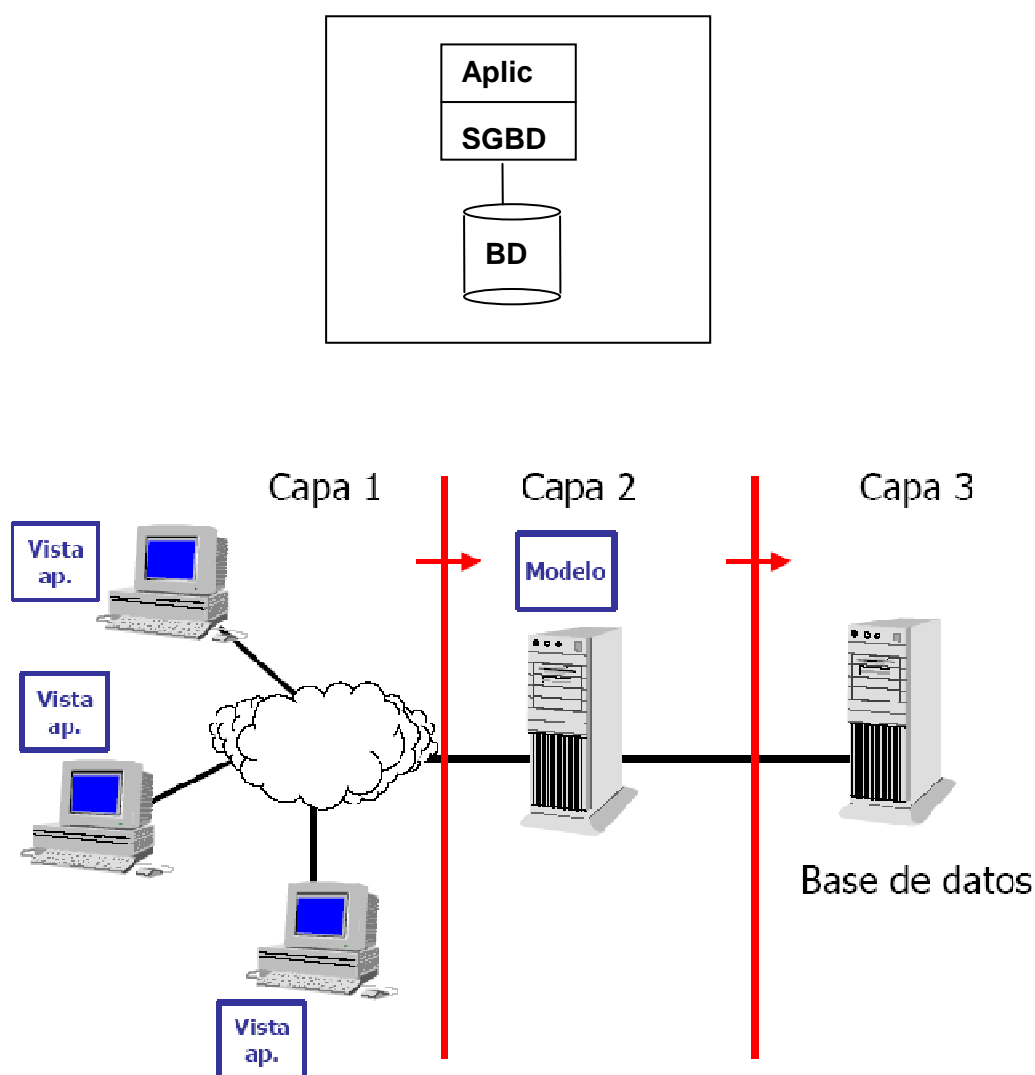 Aplic
SGBD
BD
Capa 1
Capa 2
Capa 3
Vista
ap.
Modelo
Vista
ap.
Base de datos
Vista
ap.